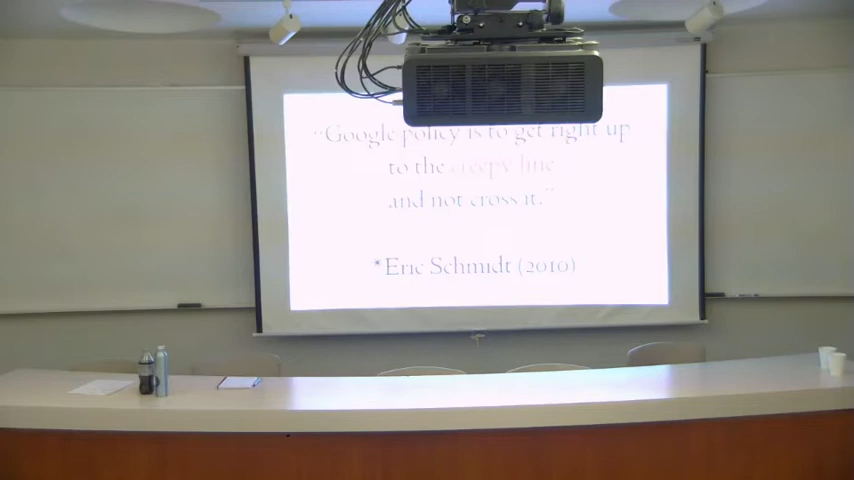 "Google policy is to get right up
to the creepy line
and not cross it."
*Eric Schmidt (2010)